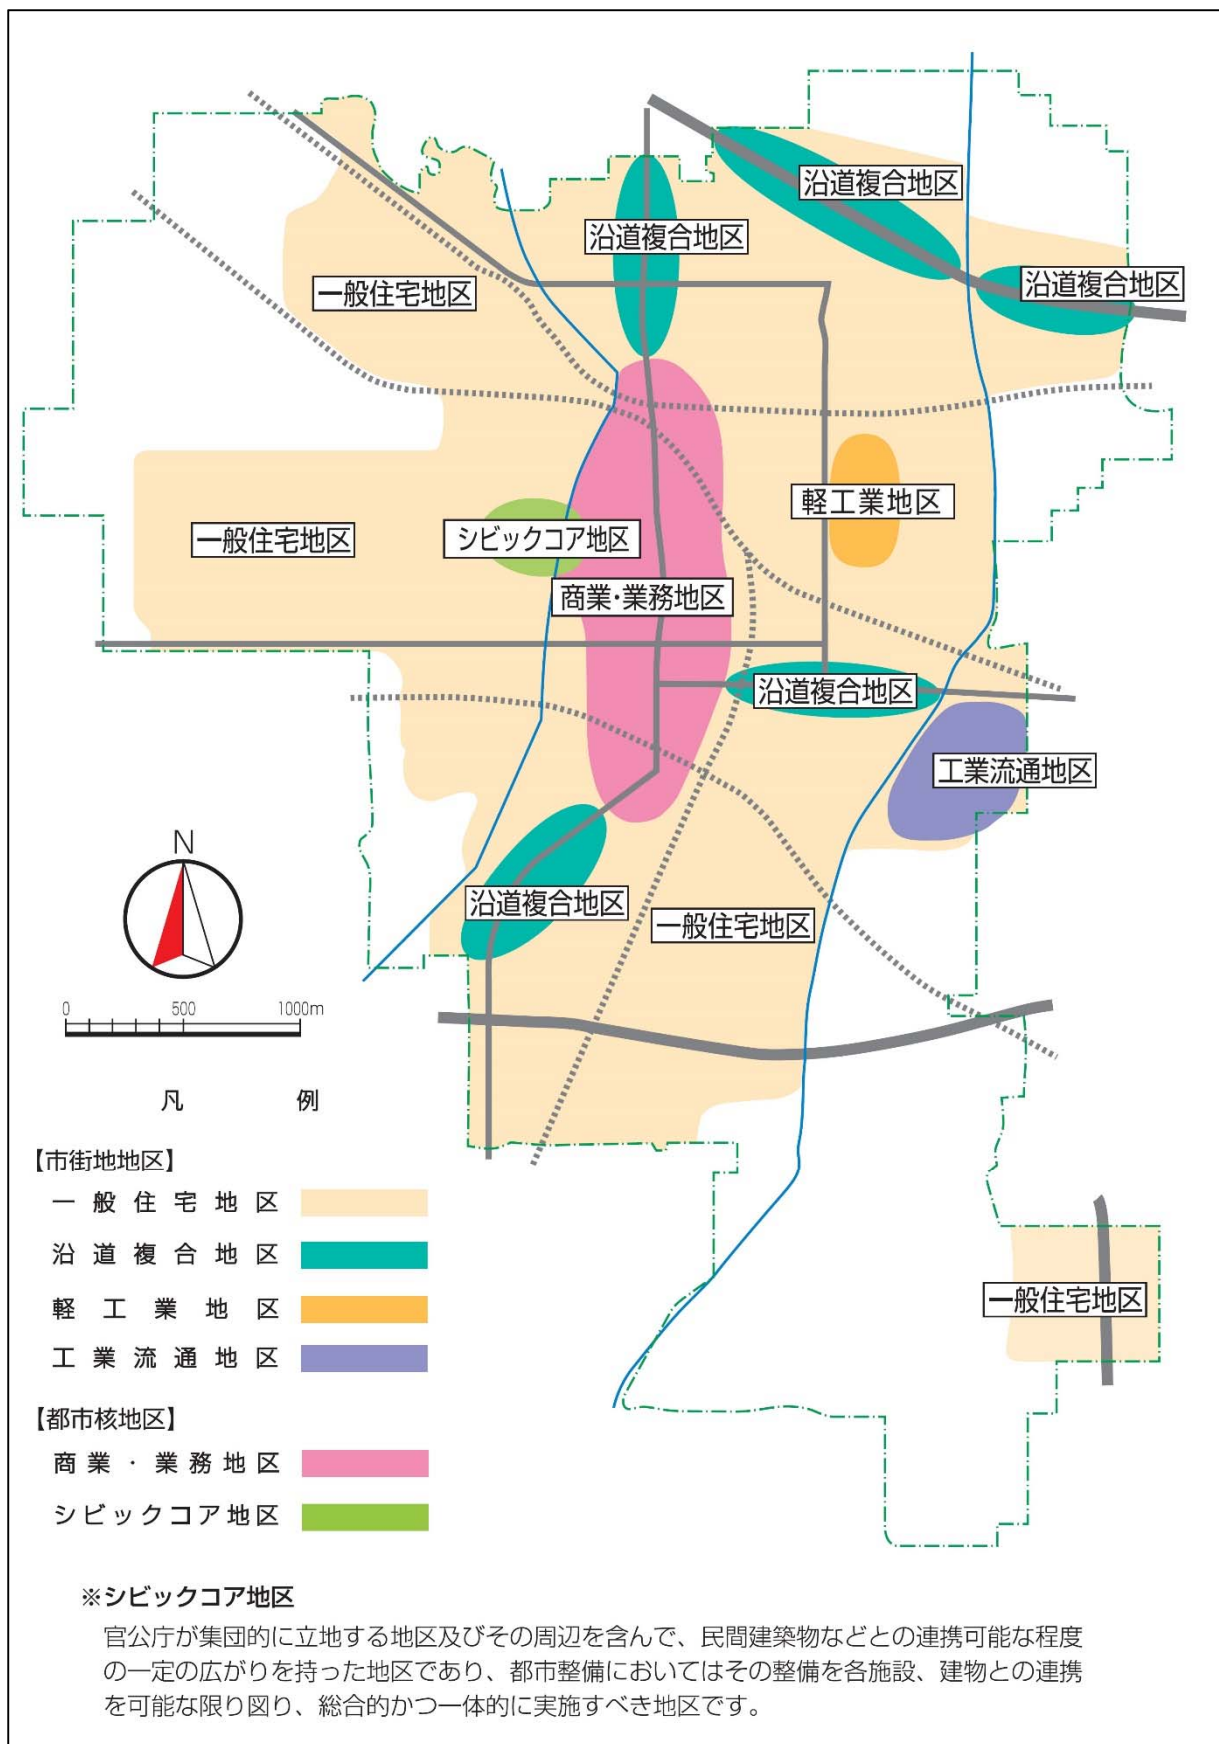 沿道複合地区
沿道複合地区
沿道複合地区
一般住宅地区
軽工業地区
一般住宅地区
シビックコア地区
商業・業務地区
沿道複合地区
工業流通地区
N
沿道複合地区
一般住宅地区
0 500 1000m
凡 例
【市街地地区】
一般住宅地区
沿道複合地区
軽工業地区
工業流通地区
一般住宅地区
【都市核地区】
商業・業務地区
シビックコア地区
※シビックコア地区
官公庁が集団的に立地する地区及びその周辺を含んで、民間建築物などとの連携可能な程度
の一定の広がりを持った地区であり、都市整備においてはその整備を各施設、建物との連携
を可能な限り図り、総合的かつ一体的に実施すべき地区です。